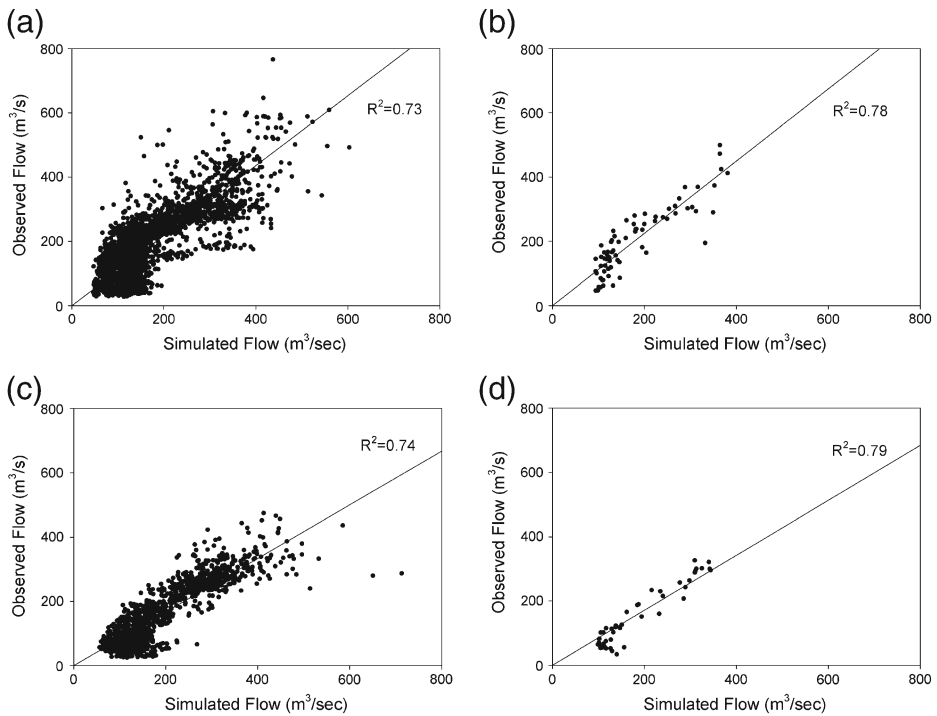 (a)
800
600
400
200
0
Observed Flow (m³/s)
R²=0.73
0 200 400 600 800
Simulated Flow (m³/sec)
(b)
800
600
400
200
0
Observed Flow (m³/s)
R²=0.78
0 200 400 600 800
Simulated Flow (m³/sec)
(c)
800
600
400
200
0
Observed Flow (m³/s)
R²=0.74
0 200 400 600 800
Simulated Flow (m³/sec)
(d)
800
600
400
200
0
Observed Flow (m³/s)
R²=0.79
0 200 400 600 800
Simulated Flow (m³/sec)